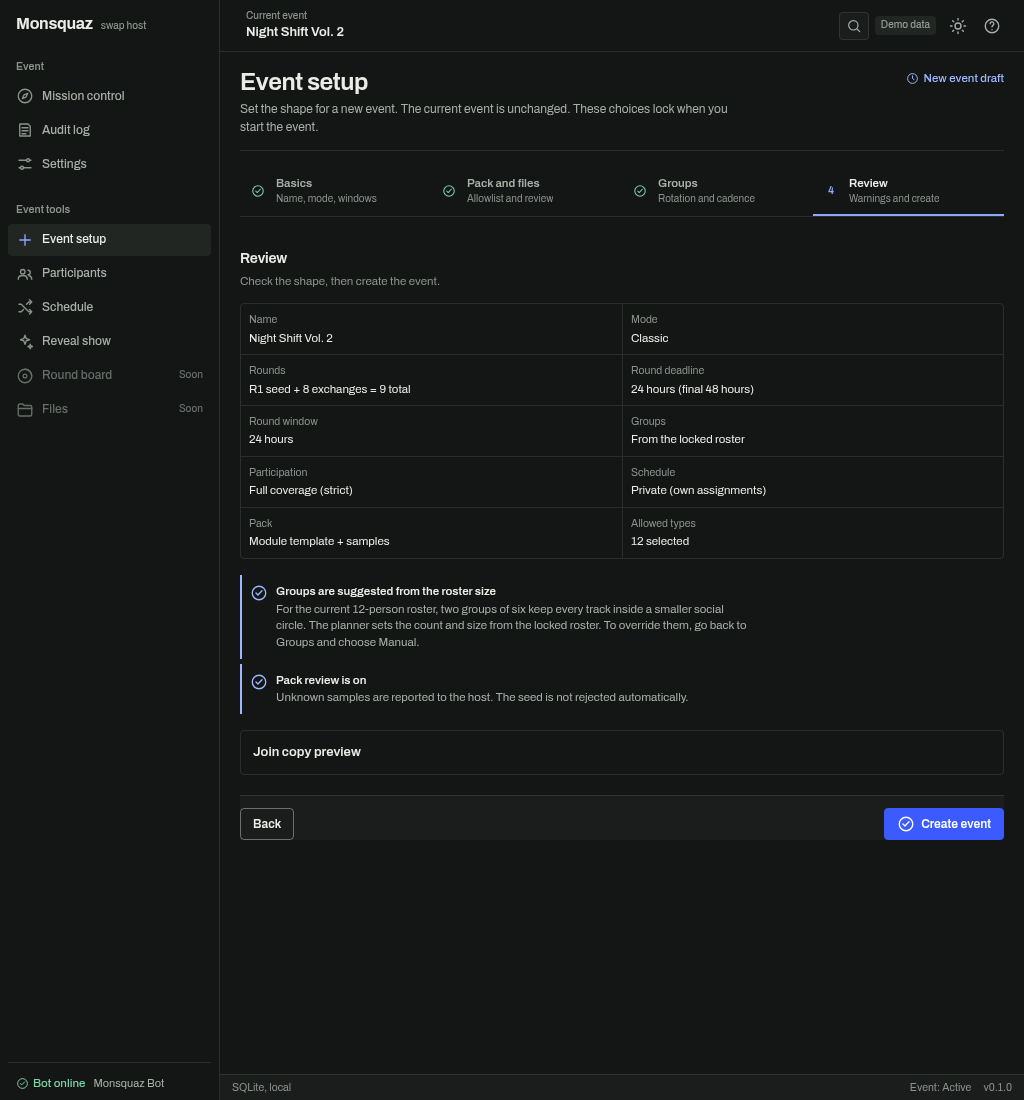 Monsquaz swap host
Event
Mission control
Audit log
Settings
Event tools
Event setup
Participants
Schedule
Reveal show
Round board Soon
Files Soon
Bot online Monsquaz Bot
Current event
Night Shift Vol. 2
Demo data
Event setup
New event draft
Set the shape for a new event. The current event is unchanged. These choices lock when you
start the event.
Basics
Name, mode, windows
Pack and files
Allowlist and review
Groups
Rotation and cadence
4 Review
Warnings and create
Review
Check the shape, then create the event.
Name
Night Shift Vol. 2
Mode
Classic
Rounds
R1 seed + 8 exchanges = 9 total
Round deadline
24 hours (final 48 hours)
Round window
24 hours
Groups
From the locked roster
Participation
Full coverage (strict)
Schedule
Private (own assignments)
Pack
Module template + samples
Allowed types
12 selected
Groups are suggested from the roster size
For the current 12-person roster, two groups of six keep every track inside a smaller social
circle. The planner sets the count and size from the locked roster. To override them, go back to
Groups and choose Manual.
Pack review is on
Unknown samples are reported to the host. The seed is not rejected automatically.
Join copy preview
Back
Create event
SQLite, local
Event: Active v0.1.0